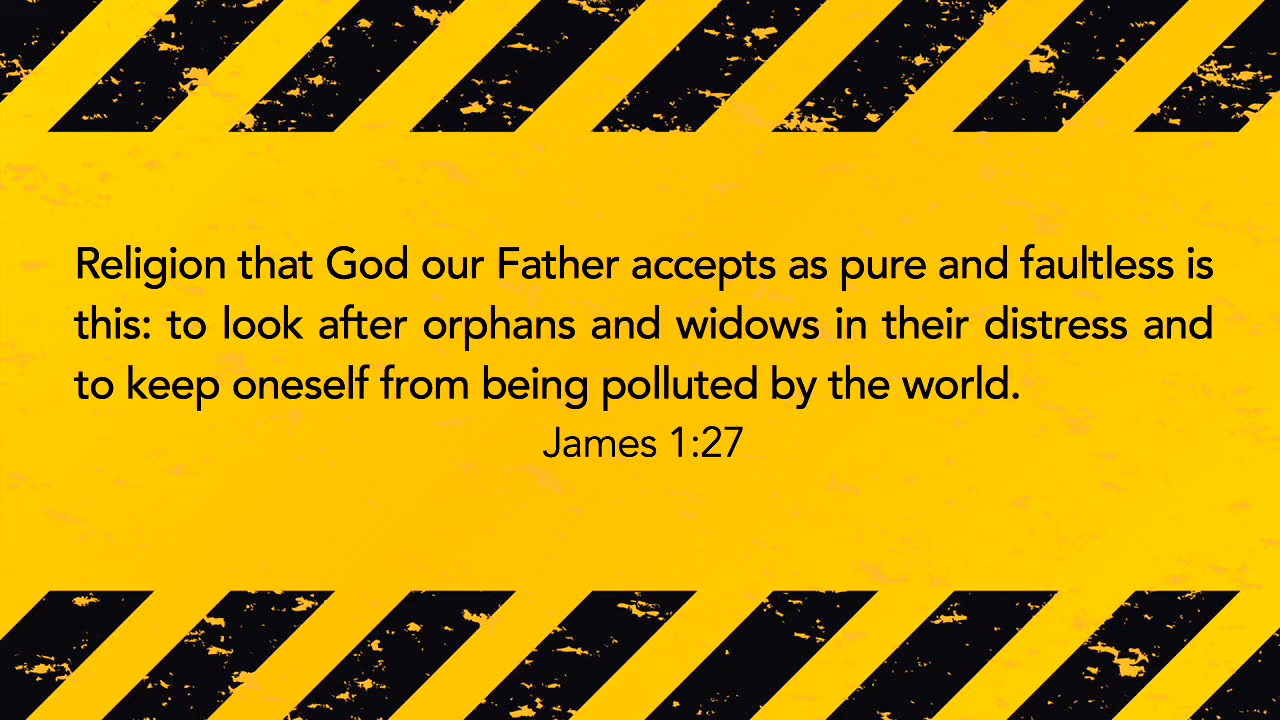 Religion that God our Father accepts as pure and faultless is
this: to look after orphans and widows in their distress and
to keep oneself from being polluted by the world.
James 1:27